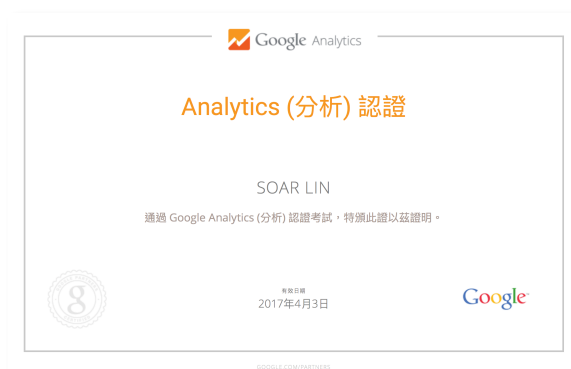 Google Analytics
Analytics (分析) 認證
SOAR LIN
通過 Google Analytics (分析) 認證考試，特頒此證以茲證明。
有效日期
2017年4月3日
Google
GOOGLE.COM/PARTNERS